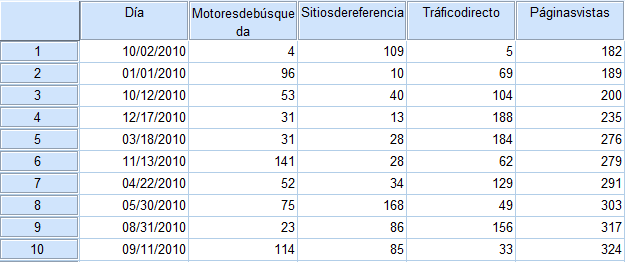 Día Motoresdebúsque Sitiosdereferencia Tráficodirecto Páginasvistas
da
1 10/02/2010 4 109 5 182
2 01/01/2010 96 10 69 189
3 10/12/2010 53 40 104 200
4 12/17/2010 31 13 188 235
5 03/18/2010 31 28 184 276
6 11/13/2010 141 28 62 279
7 04/22/2010 52 34 129 291
8 05/30/2010 75 168 49 303
9 08/31/2010 23 86 156 317
10 09/11/2010 114 85 33 324